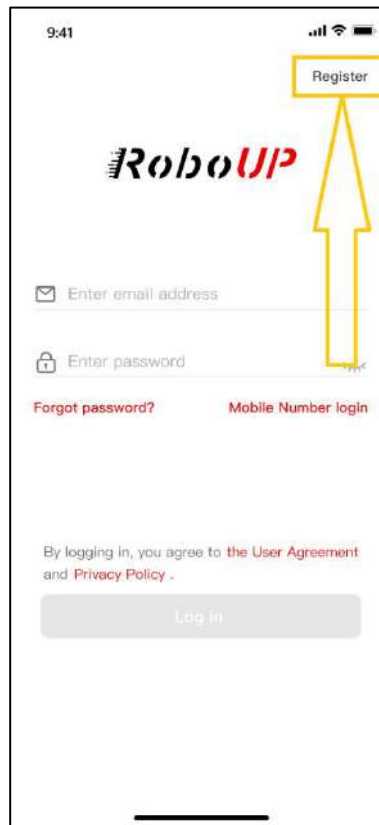 9:41
Register
RoboUP
Enter email address
Enter password
Forgot password? Mobile Number login
By logging in, you agree to the User Agreement
and Privacy Policy .
Log in